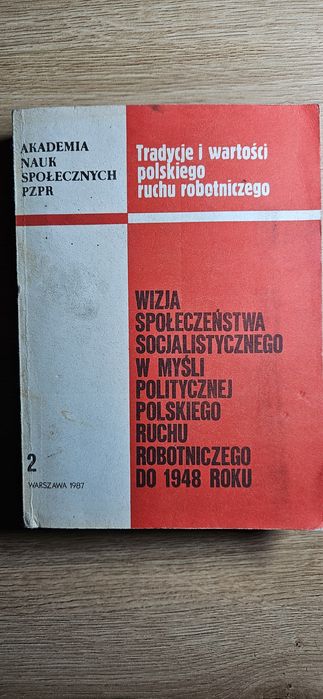 AKADEMIA
NAUK
SPOŁECZNYCH
PZPR
Tradycje i wartości
polskiego
ruchu robotniczego
WIZJA
SPOŁECZEŃSTWA
SOCJALISTYCZNEGO
W MYŚLI
POLITYCZNEJ
POLSKIEGO
RUCHU
ROBOTNICZEGO
DO 1948 ROKU
2
WARSZAWA 1987